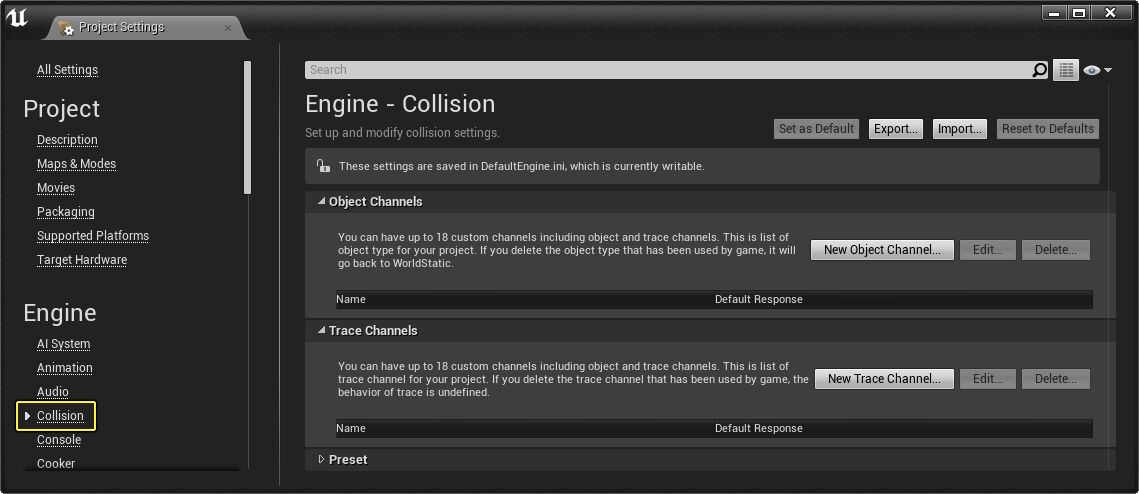 Project Settings
All Settings
Project
Description
Maps & Modes
Movies
Packaging
Supported Platforms
Target Hardware
Engine
AI System
Animation
Audio
Collision
Console
Cooker
Search
Engine - Collision
Set up and modify collision settings.
Set as Default
Export...
Import...
Reset to Defaults
These settings are saved in DefaultEngine.ini, which is currently writable.
Object Channels
You can have up to 18 custom channels including object and trace channels. This is list of
object type for your project. If you delete the object type that has been used by game, it will
go back to WorldStatic.
New Object Channel...
Edit...
Delete...
Name
Default Response
Trace Channels
You can have up to 18 custom channels including object and trace channels. This is list of
trace channel for your project. If you delete the trace channel that has been used by game, the
behavior of trace is undefined.
New Trace Channel...
Edit...
Delete...
Name
Default Response
Preset